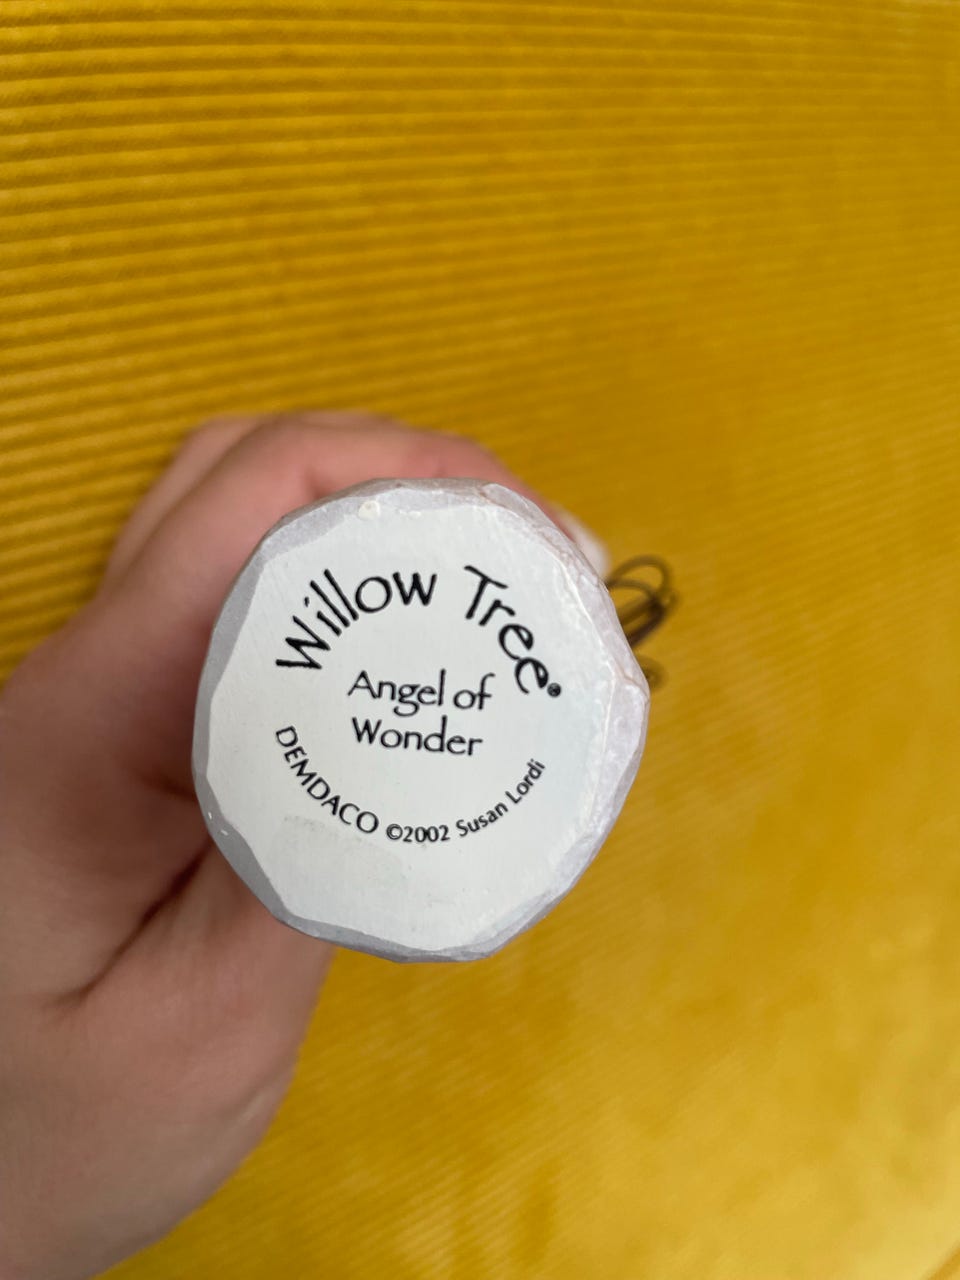 Willow Tree®
Angel of
Wonder
DEMDACO ©2002 Susan Lordi